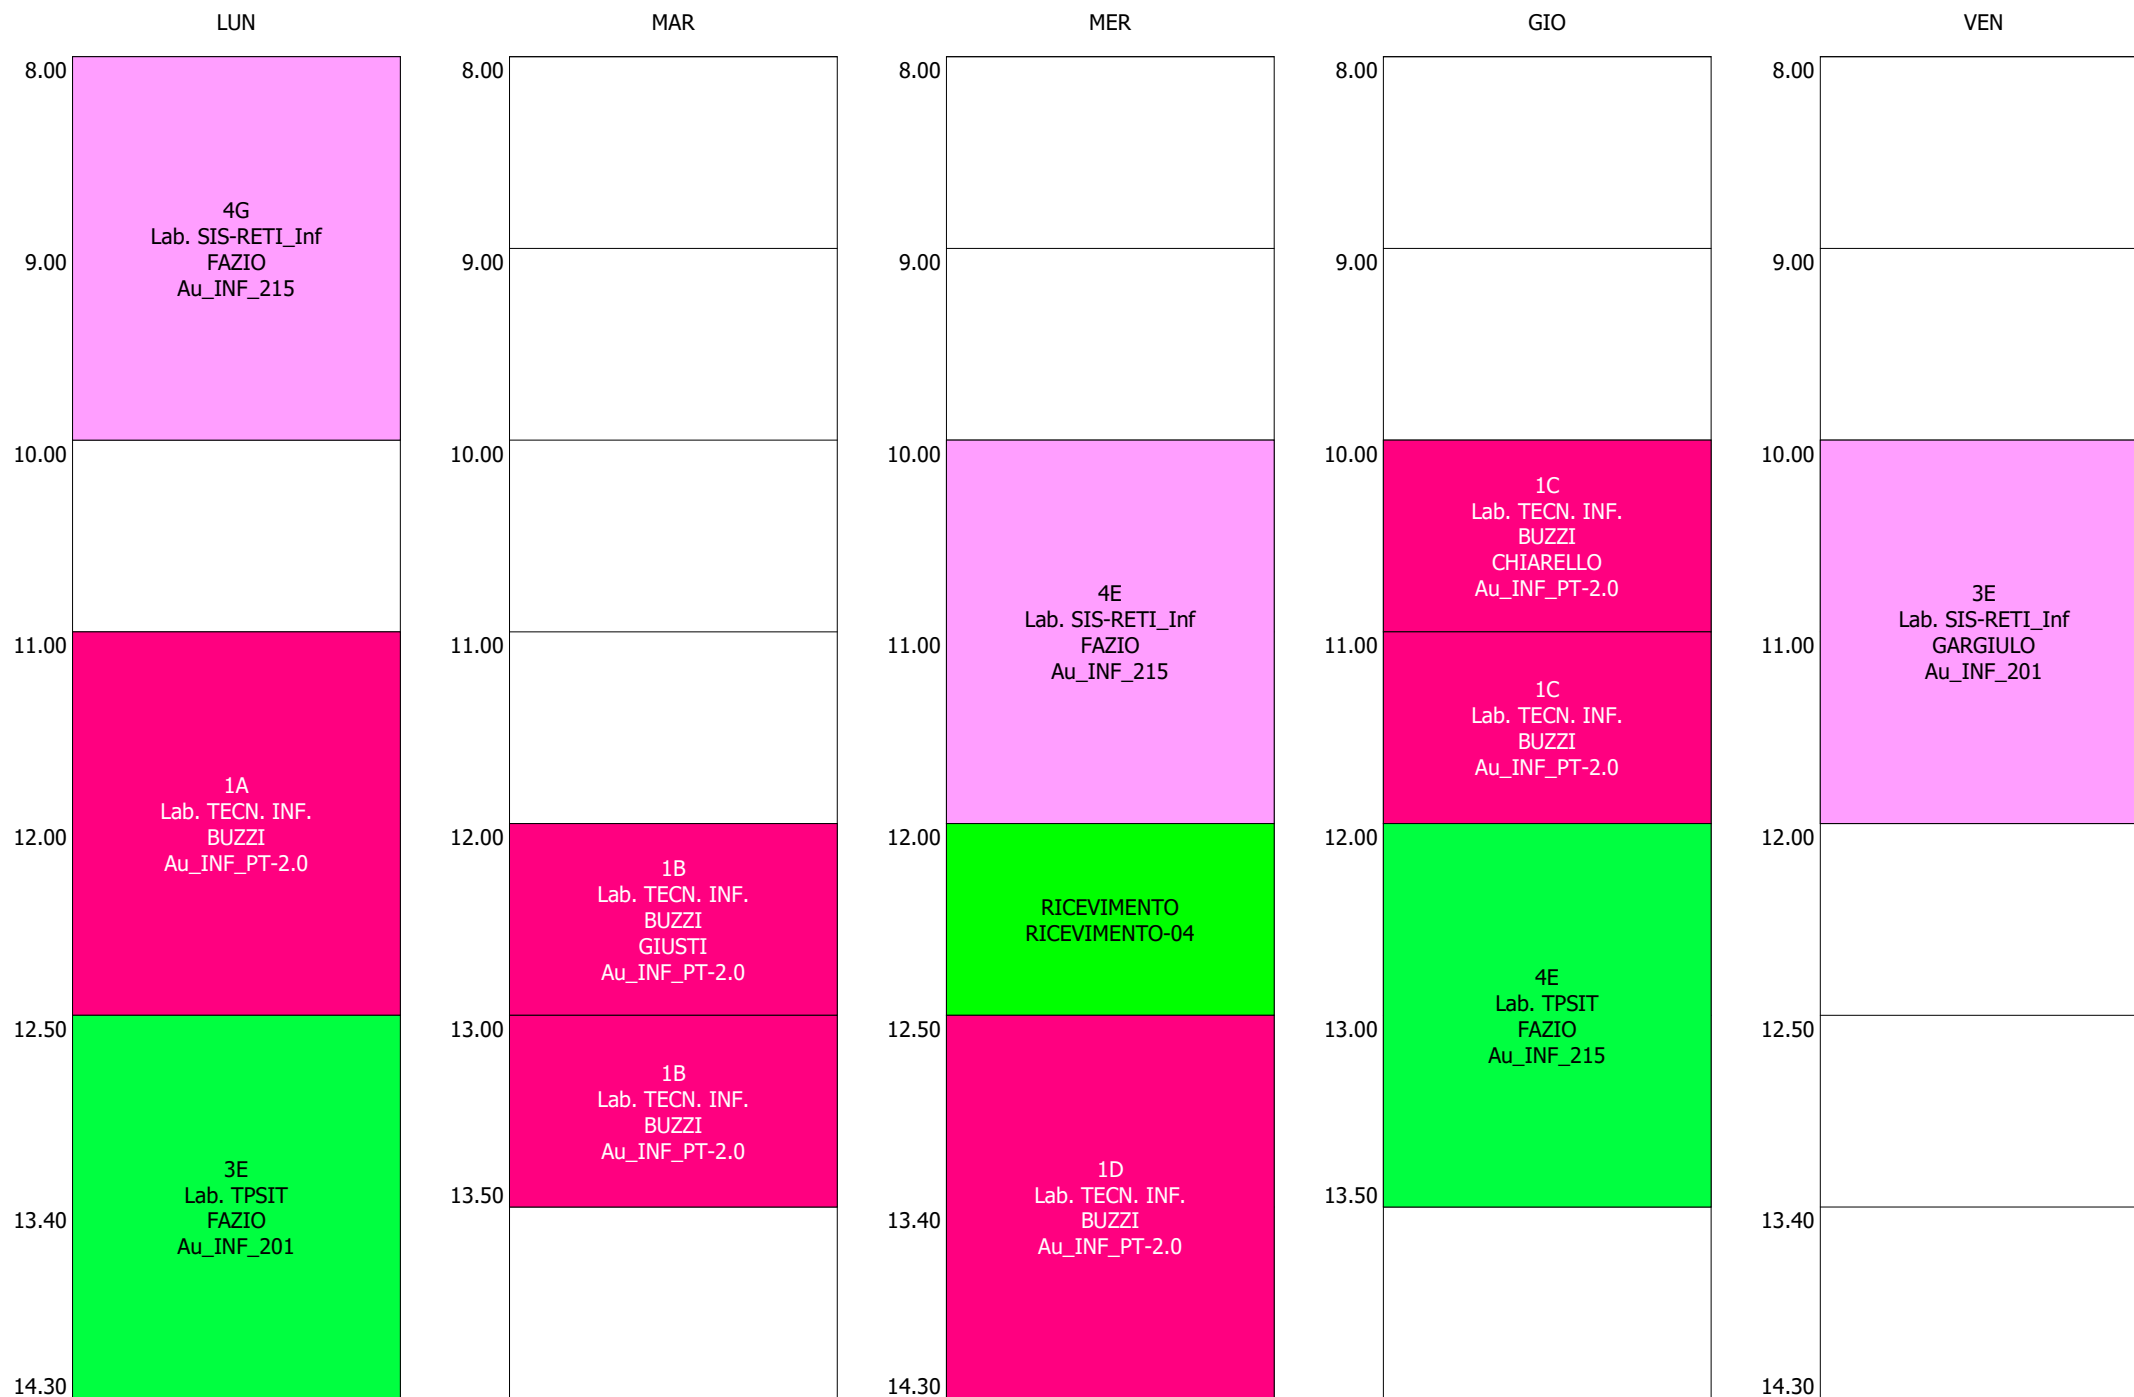 LUN
8.00
4G
Lab. SIS-RETI_Inf
FAZIO
Au_INF_215
9.00
10.00
11.00
1A
Lab. TECN. INF.
BUZZI
Au_INF_PT-2.0
12.00
12.50
3E
Lab. TPSIT
FAZIO
Au_INF_201
13.40
14.30
MAR
8.00
9.00
10.00
11.00
12.00
1B
Lab. TECN. INF.
BUZZI
GIUSTI
Au_INF_PT-2.0
13.00
1B
Lab. TECN. INF.
BUZZI
Au_INF_PT-2.0
13.50
MER
8.00
9.00
10.00
4E
Lab. SIS-RETI_Inf
FAZIO
Au_INF_215
11.00
12.00
RICEVIMENTO
RICEVIMENTO-04
12.50
1D
Lab. TECN. INF.
BUZZI
Au_INF_PT-2.0
13.40
14.30
GIO
8.00
9.00
10.00
1C
Lab. TECN. INF.
BUZZI
CHIARELLO
Au_INF_PT-2.0
11.00
1C
Lab. TECN. INF.
BUZZI
Au_INF_PT-2.0
12.00
4E
Lab. TPSIT
FAZIO
Au_INF_215
13.00
13.50
VEN
8.00
9.00
10.00
3E
Lab. SIS-RETI_Inf
GARGIULO
Au_INF_201
11.00
12.00
12.50
13.40
14.30